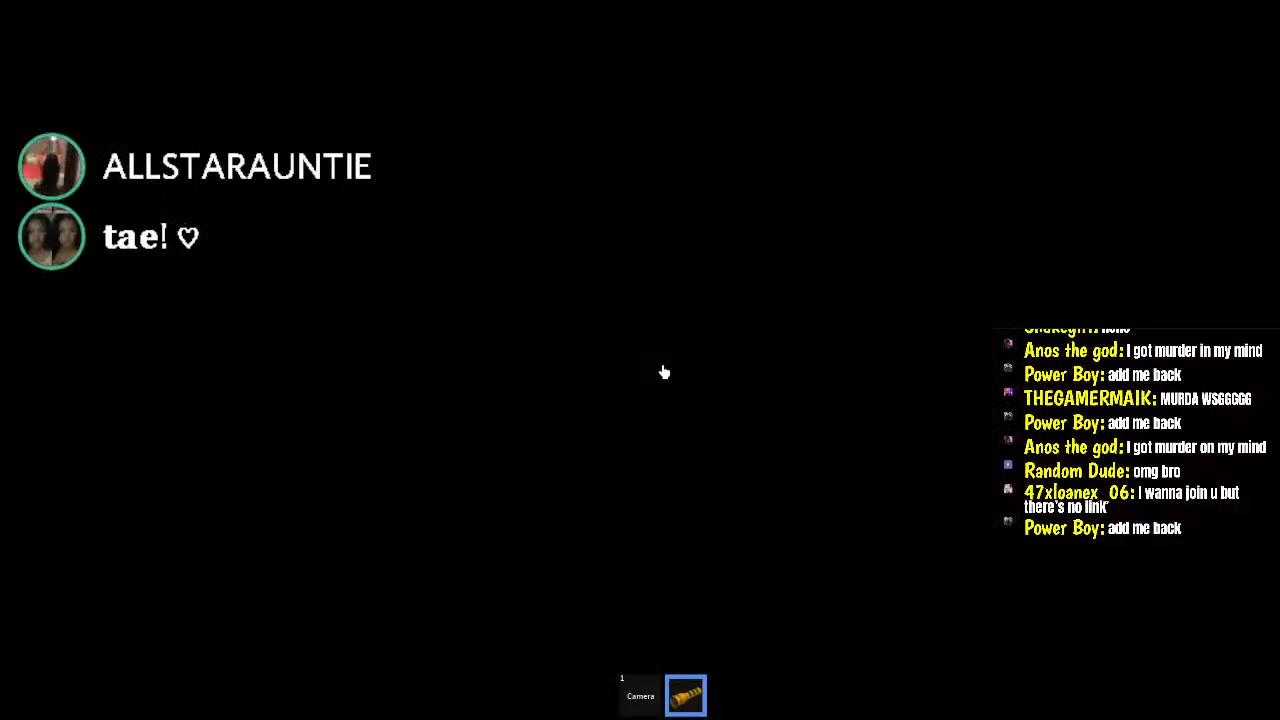 ALLSTARAUNTIE
tae! ♡
Anos the god: I got murder in my mind
Power Boy: add me back
THEGAMERMAIK: MURDA WSGGGGG
Power Boy: add me back
Anos the god: I got murder on my mind
Random Dude: omg bro
47xloanex_06: I wanna join u but
there's no link'
Power Boy: add me back
1
Camera